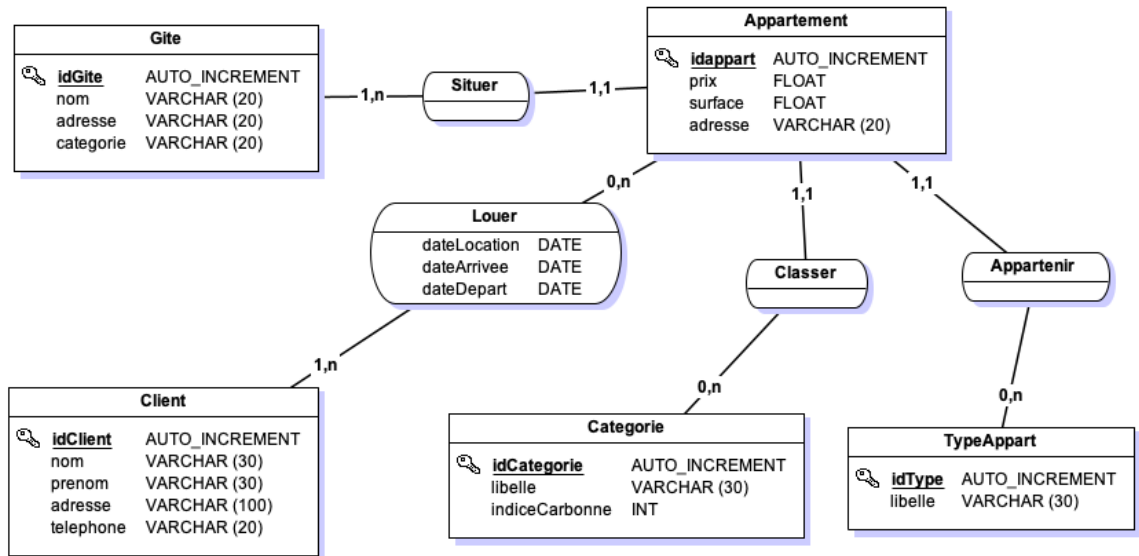 Gite
idGite AUTO_INCREMENT
nom VARCHAR (20)
adresse VARCHAR (20)
categorie VARCHAR (20)
1,n
Situer
1,1
Appartement
idappart AUTO_INCREMENT
prix FLOAT
surface FLOAT
adresse VARCHAR (20)
0,n
1,1
1,1
Louer
dateLocation DATE
dateArrivee DATE
dateDepart DATE
Classer
Appartenir
1,n
0,n
0,n
Client
idClient AUTO_INCREMENT
nom VARCHAR (30)
prenom VARCHAR (30)
adresse VARCHAR (100)
telephone VARCHAR (20)
Categorie
idCategorie AUTO_INCREMENT
libelle VARCHAR (30)
indiceCarbonne INT
TypeAppart
idType AUTO_INCREMENT
libelle VARCHAR (30)